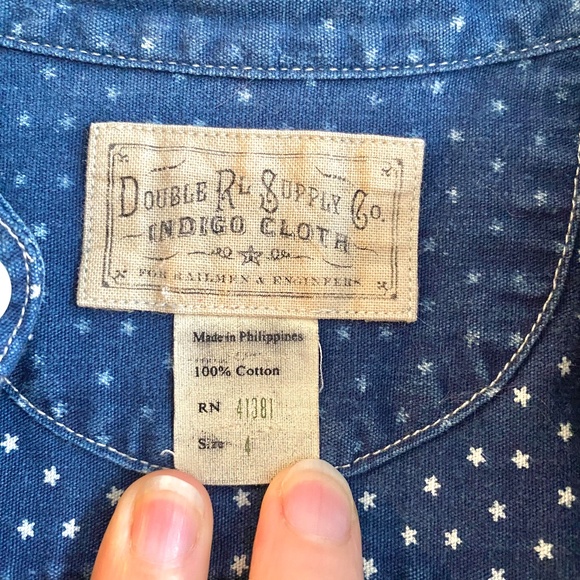 DOUBLE RL SUPPLY CO.
INDIGO CLOTH
FOR RAILMEN & ENGINEERS
Made in Philippines
100% Cotton
RN 41381
Size 4